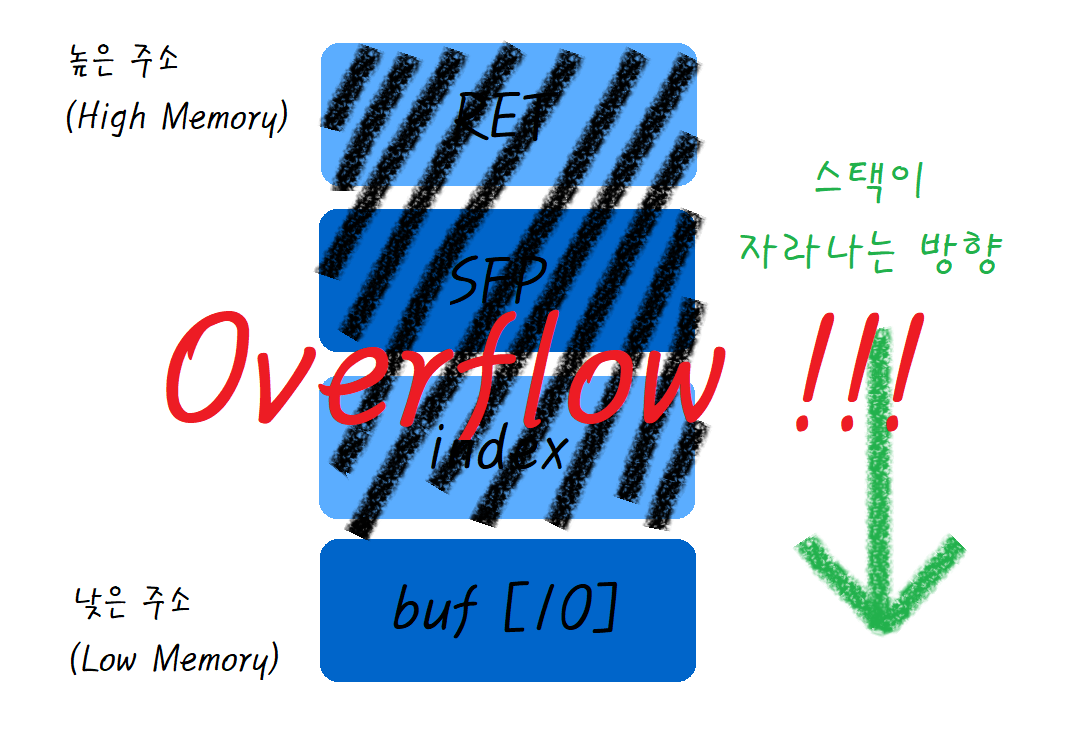 높은 주소
(High Memory)
RET
스택이
자라나는 방향
SFP
Overflow !!!
index
낮은 주소
(Low Memory)
buf [10]